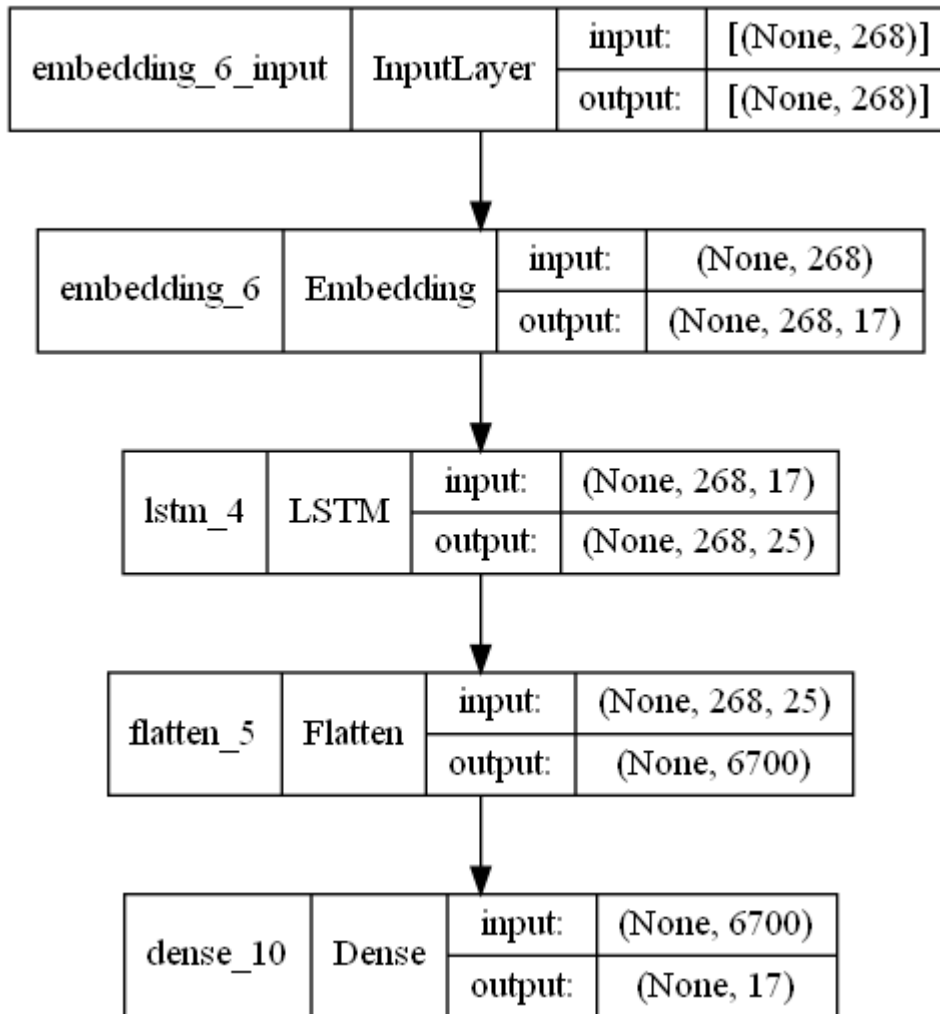 embedding_6_input InputLayer input: [(None, 268)]
output: [(None, 268)]
embedding_6 Embedding input: (None, 268)
output: (None, 268, 17)
lstm_4 LSTM input: (None, 268, 17)
output: (None, 268, 25)
flatten_5 Flatten input: (None, 268, 25)
output: (None, 6700)
dense_10 Dense input: (None, 6700)
output: (None, 17)